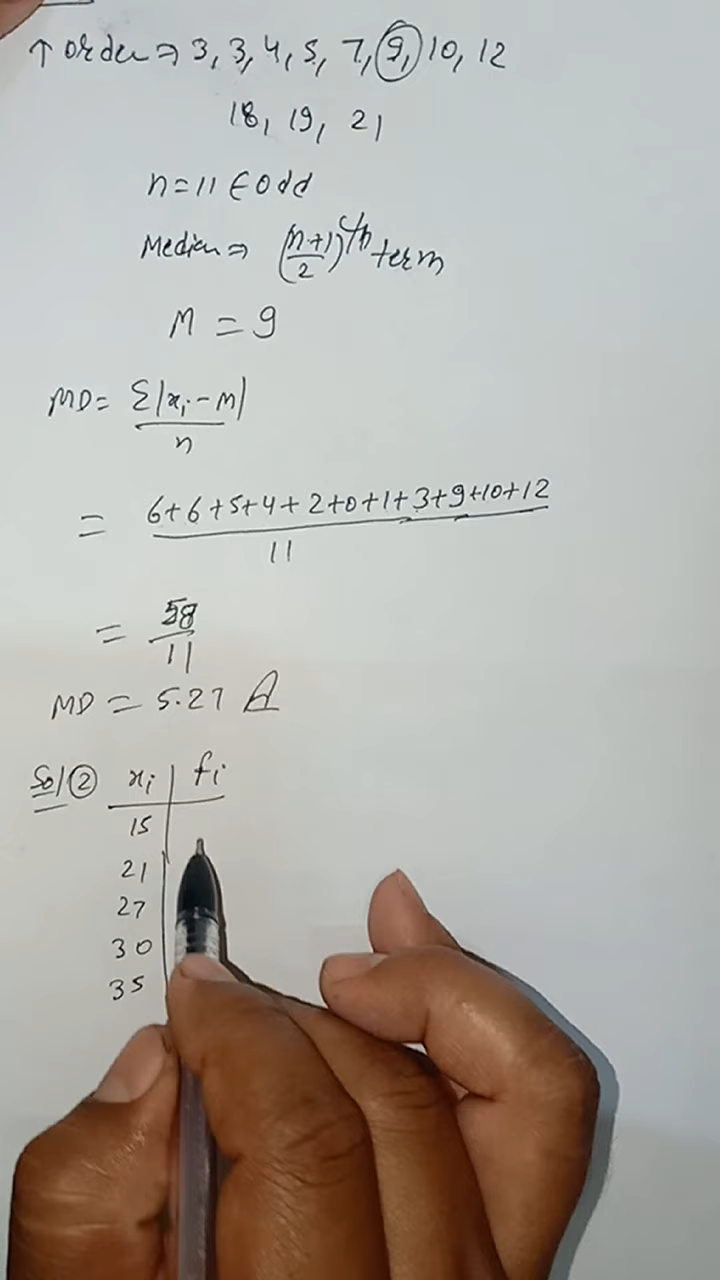 ↑ order ⇒ 3, 3, 4, 5, 7, 9, 10, 12
18, 19, 21
n = 11 ∈ odd
Median ⇒ (n+1/2)th term
M = 9
MD = Σ|xi - M| / n
= 6+6+5+4+2+0+1+3+9+10+12 / 11
= 58 / 11
MD = 5.27 A
Sol ② xi | fi
15
21
27
30
35